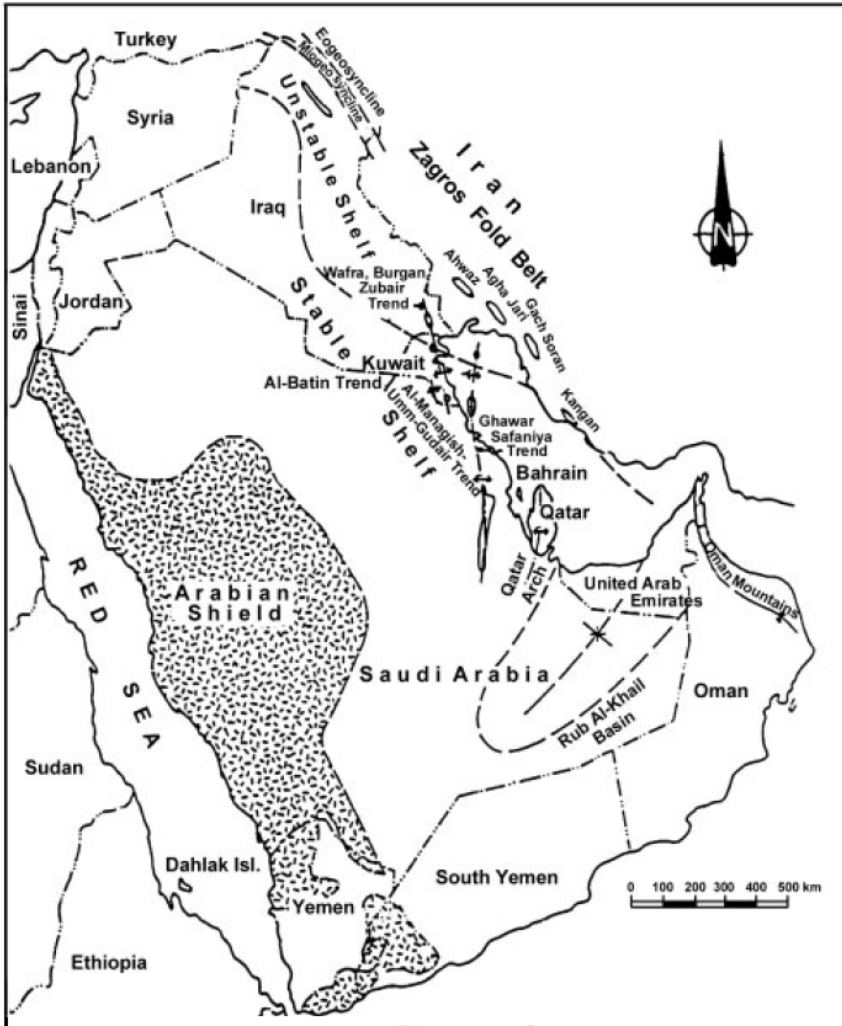 Turkey
Eogeosyncline
Miogeo syncline
Syria
Unstable Shelf
Iran
Lebanon
Zagros Fold Belt
Iraq
Ahwaz
Wafra, Burgan,
Zubair
Trend
Agha
Jari
Gach Soran
Sinai
Jordan
Stable
Shelf
Kuwait
Al-Batin Trend
Kangan
Al-Managish-
Umm-Gudair Trend
Ghawar
Safaniya
Trend
Bahrain
Qatar
RED SEA
Arabian
Shield
Qatar
Arch
United Arab
Emirates
Oman Mountains
Saudi Arabia
Oman
Rub Al-Khail
Basin
Sudan
Dahlak Isl.
Yemen
South Yemen
0 100 200 300 400 500 km
Ethiopia
N